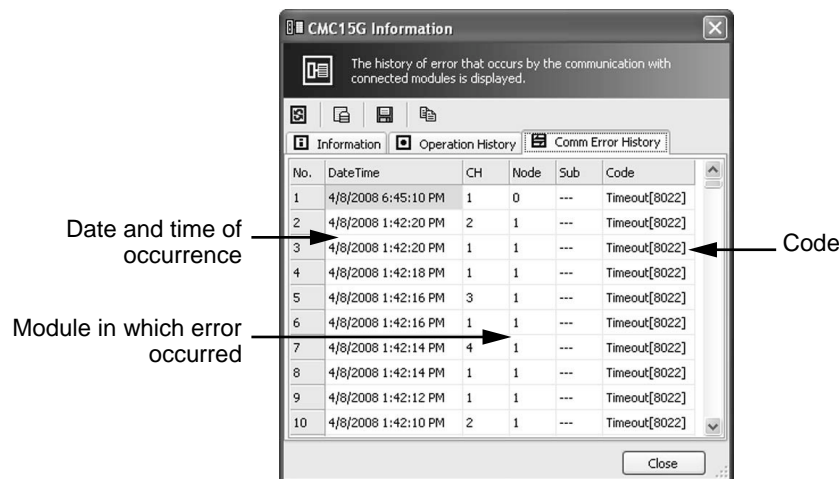 CMC15G Information
The history of error that occurs by the communication with
connected modules is displayed.
Information Operation History Comm Error History
No. DateTime CH Node Sub Code
1 4/8/2008 6:45:10 PM 1 0 --- Timeout[8022]
2 4/8/2008 1:42:20 PM 2 1 --- Timeout[8022]
3 4/8/2008 1:42:20 PM 1 1 --- Timeout[8022]
4 4/8/2008 1:42:18 PM 1 1 --- Timeout[8022]
5 4/8/2008 1:42:16 PM 3 1 --- Timeout[8022]
6 4/8/2008 1:42:16 PM 1 1 --- Timeout[8022]
7 4/8/2008 1:42:14 PM 4 1 --- Timeout[8022]
8 4/8/2008 1:42:14 PM 1 1 --- Timeout[8022]
9 4/8/2008 1:42:12 PM 1 1 --- Timeout[8022]
10 4/8/2008 1:42:10 PM 2 1 --- Timeout[8022]
Close
Date and time of
occurrence
Module in which error
occurred
Code